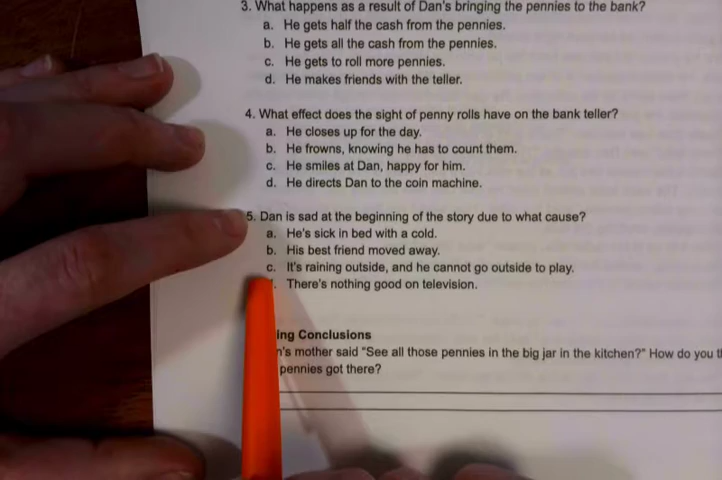 3. What happens as a result of Dan's bringing the pennies to the bank?
a. He gets half the cash from the pennies.
b. He gets all the cash from the pennies.
c. He gets to roll more pennies.
d. He makes friends with the teller.
4. What effect does the sight of penny rolls have on the bank teller?
a. He closes up for the day.
b. He frowns, knowing he has to count them.
c. He smiles at Dan, happy for him.
d. He directs Dan to the coin machine.
5. Dan is sad at the beginning of the story due to what cause?
a. He's sick in bed with a cold.
b. His best friend moved away.
c. It's raining outside, and he cannot go outside to play.
. There's nothing good on television.
ing Conclusions
n's mother said "See all those pennies in the big jar in the kitchen?" How do you
pennies got there?